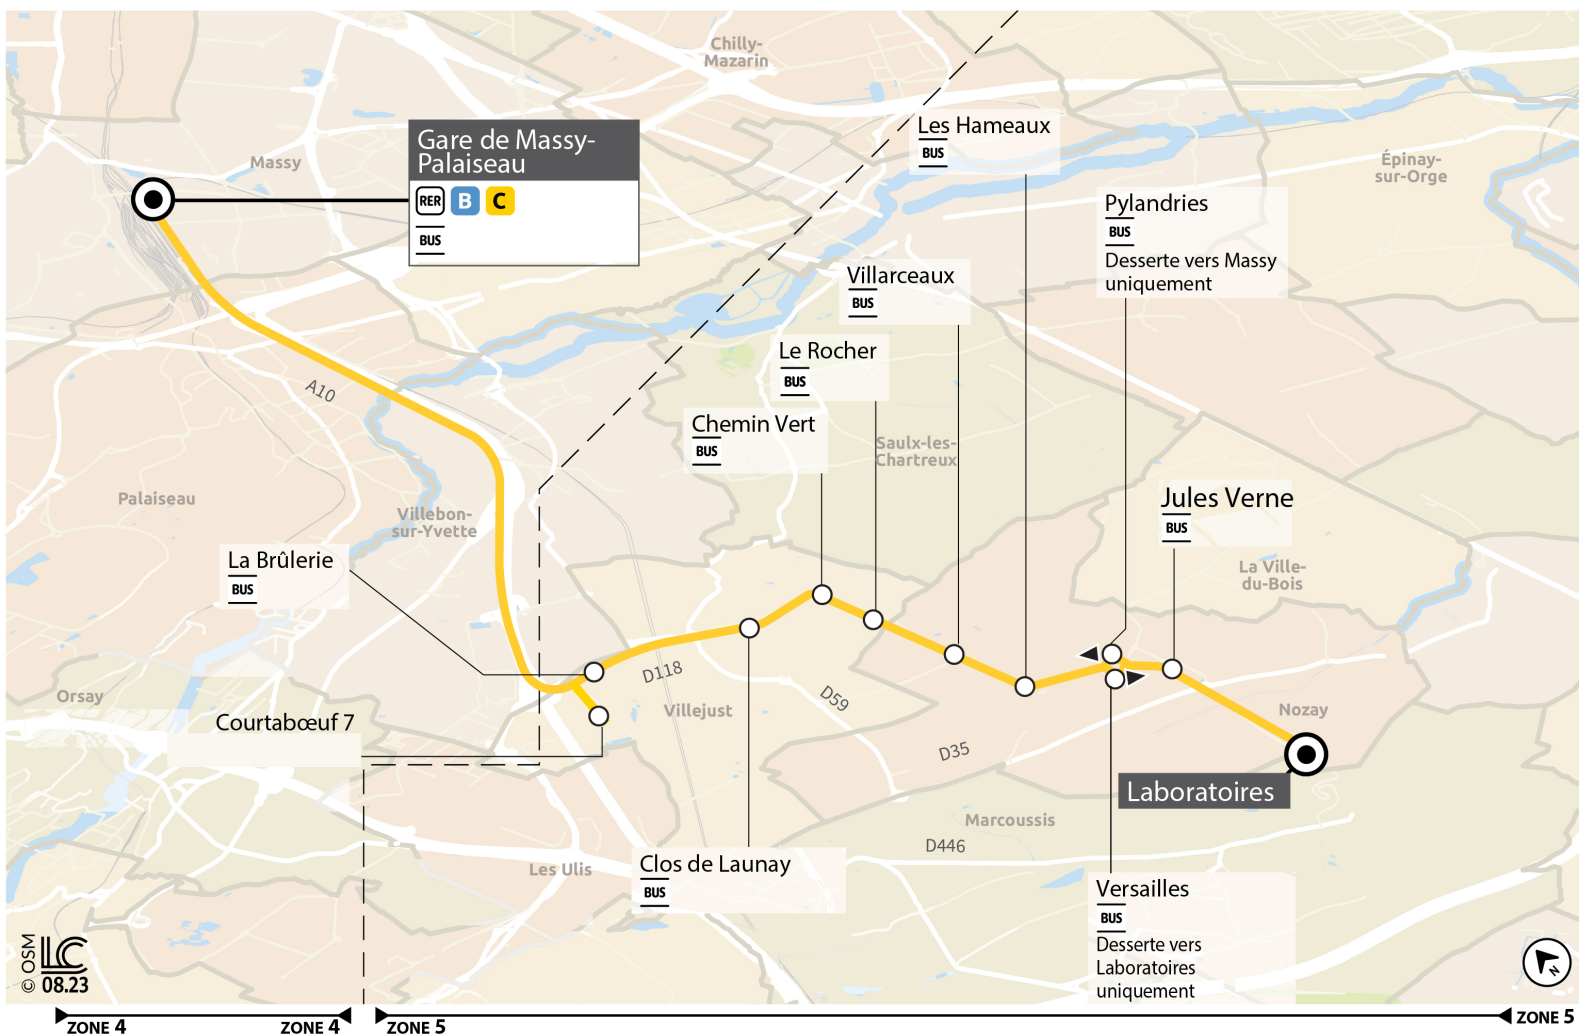 Chilly-
Mazarin
Massy
Gare de Massy-
Palaiseau
RER B C
BUS
Les Hameaux
BUS
Épinay-
sur-Orge
Pylandries
BUS
Desserte vers Massy
uniquement
Villarceaux
BUS
Le Rocher
BUS
A10
Chemin Vert
BUS
Saulx-les-
Chartreux
Palaiseau
Villebon-
sur-Yvette
Jules Verne
BUS
La Brûlerie
BUS
La Ville-
du-Bois
D118
Orsay
D59
Villejust
Nozay
Courtabœuf 7
D35
Laboratoires
Marcoussis
D446
Les Ulis
Clos de Launay
BUS
Versailles
BUS
Desserte vers
Laboratoires
uniquement
© OSM
LC
08.23
N
ZONE 4
ZONE 4
ZONE 5
ZONE 5